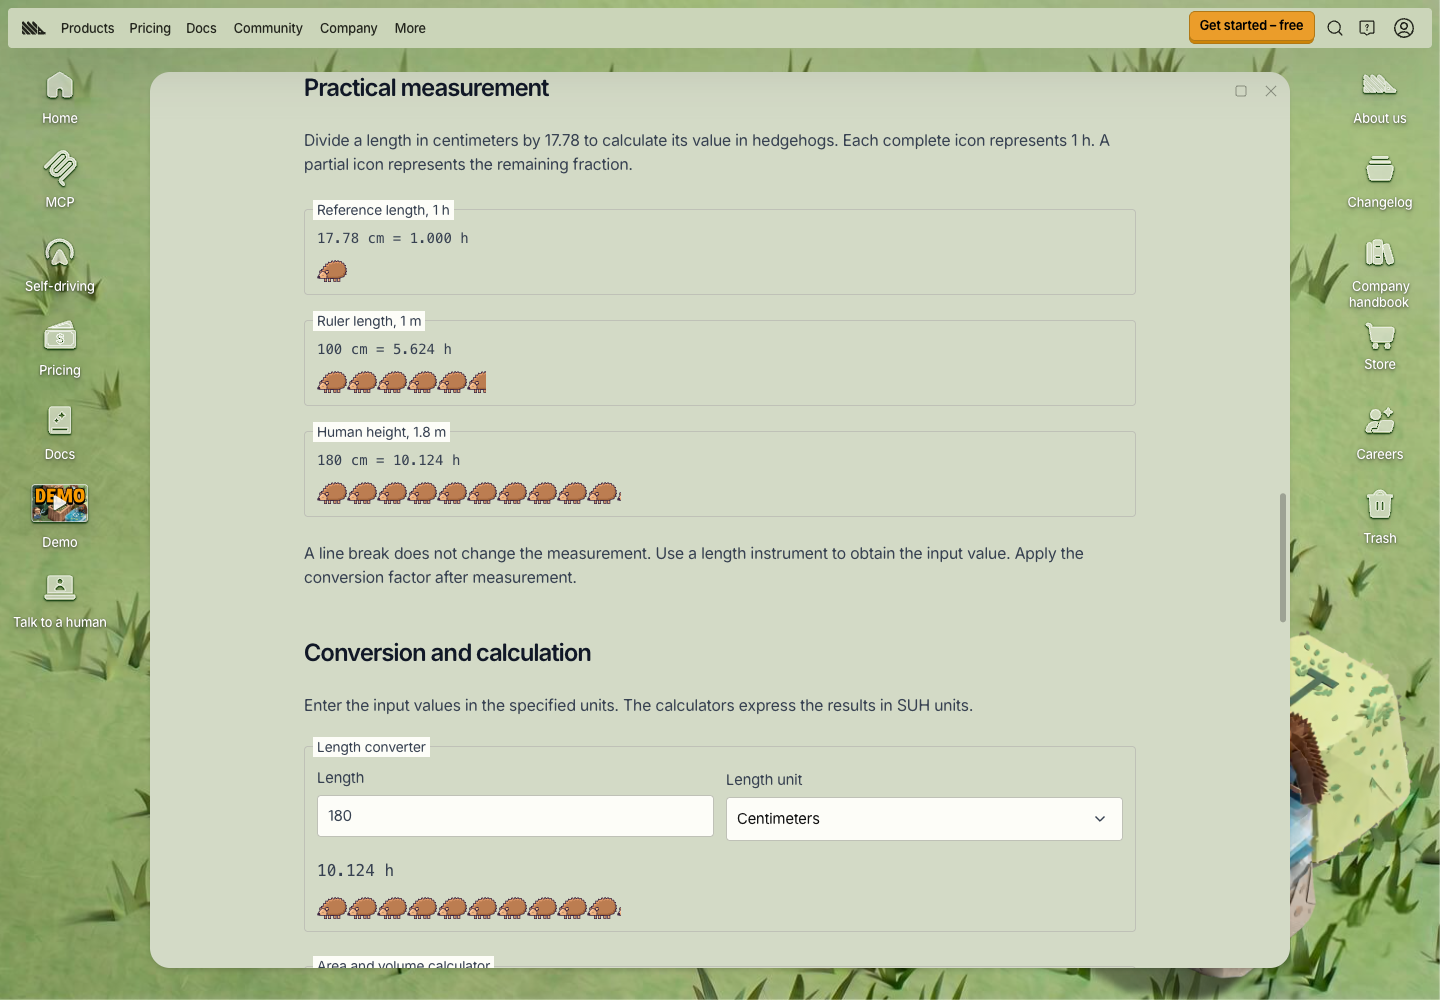 Products Pricing Docs Community Company More
Get started – free
Home
MCP
Self-driving
Pricing
Docs
DEMO
Demo
Talk to a human
Practical measurement
Divide a length in centimeters by 17.78 to calculate its value in hedgehogs. Each complete icon represents 1 h. A
partial icon represents the remaining fraction.
Reference length, 1 h
17.78 cm = 1.000 h
Ruler length, 1 m
100 cm = 5.624 h
Human height, 1.8 m
180 cm = 10.124 h
A line break does not change the measurement. Use a length instrument to obtain the input value. Apply the
conversion factor after measurement.
Conversion and calculation
Enter the input values in the specified units. The calculators express the results in SUH units.
Length converter
Length
Length unit
180
Centimeters
10.124 h
Area and volume calculator
About us
Changelog
Company
handbook
Store
Careers
Trash